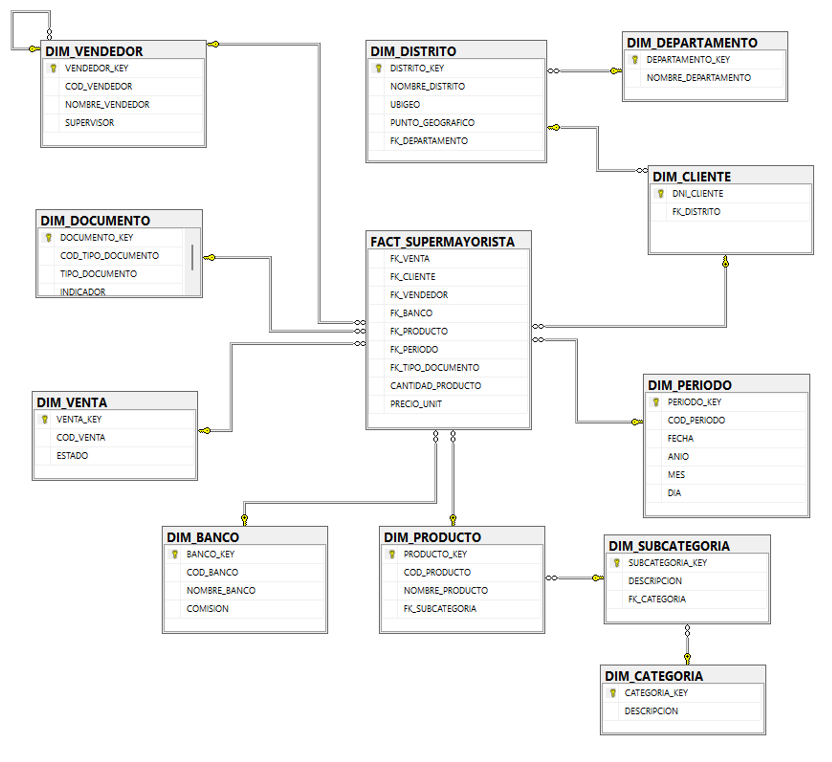 DIM_VENDEDOR
VENDEDOR_KEY
COD_VENDEDOR
NOMBRE_VENDEDOR
SUPERVISOR
DIM_DISTRITO
DISTRITO_KEY
NOMBRE_DISTRITO
UBIGEO
PUNTO_GEOGRAFICO
FK_DEPARTAMENTO
DIM_DEPARTAMENTO
DEPARTAMENTO_KEY
NOMBRE_DEPARTAMENTO
DIM_CLIENTE
DNI_CLIENTE
FK_DISTRITO
DIM_DOCUMENTO
DOCUMENTO_KEY
COD_TIPO_DOCUMENTO
TIPO_DOCUMENTO
INDICADOR
FACT_SUPERMAYORISTA
FK_VENTA
FK_CLIENTE
FK_VENDEDOR
FK_BANCO
FK_PRODUCTO
FK_PERIODO
FK_TIPO_DOCUMENTO
CANTIDAD_PRODUCTO
PRECIO_UNIT
DIM_VENTA
VENTA_KEY
COD_VENTA
ESTADO
DIM_PERIODO
PERIODO_KEY
COD_PERIODO
FECHA
ANIO
MES
DIA
DIM_BANCO
BANCO_KEY
COD_BANCO
NOMBRE_BANCO
COMISION
DIM_PRODUCTO
PRODUCTO_KEY
COD_PRODUCTO
NOMBRE_PRODUCTO
FK_SUBCATEGORIA
DIM_SUBCATEGORIA
SUBCATEGORIA_KEY
DESCRIPCION
FK_CATEGORIA
DIM_CATEGORIA
CATEGORIA_KEY
DESCRIPCION